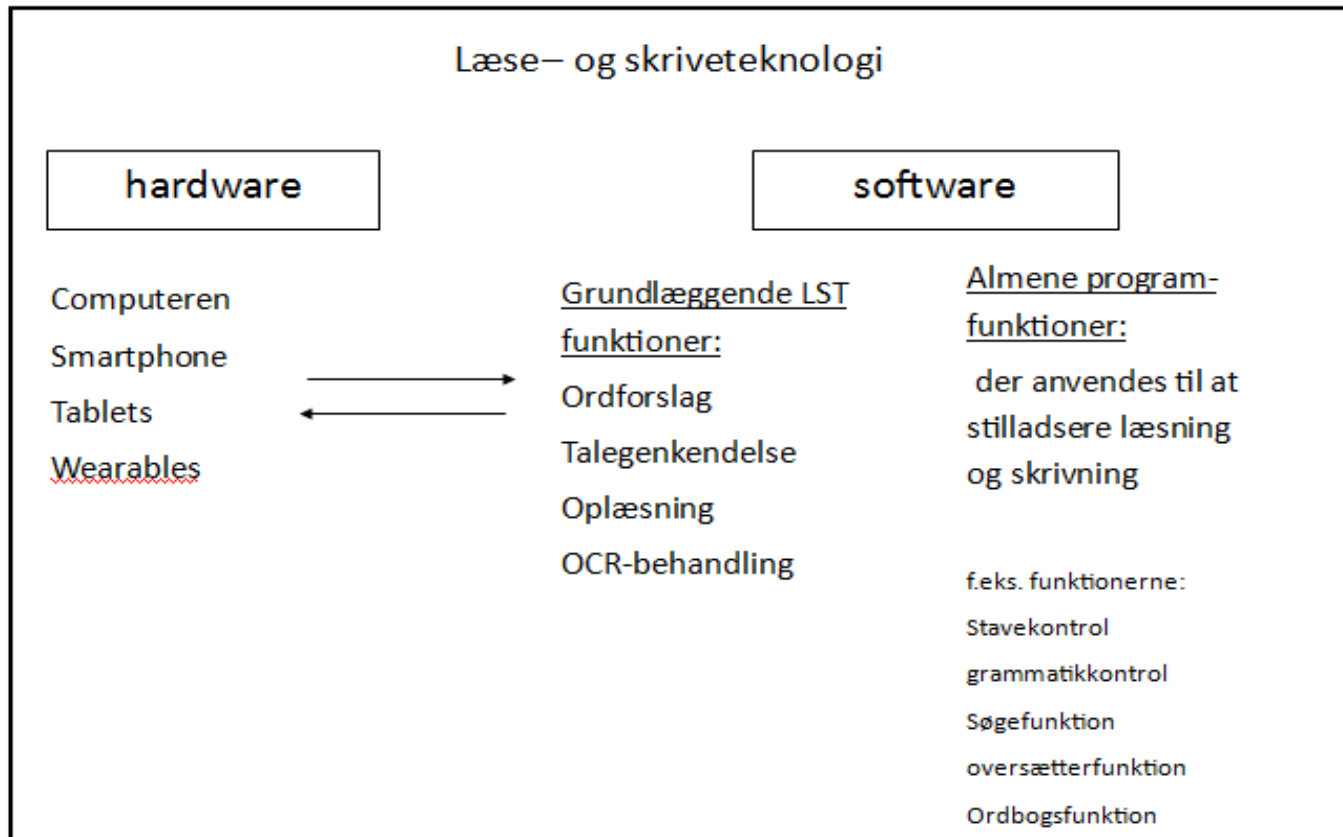 Læse– og skriveteknologi
hardware
software
Computeren
Smartphone
Tablets
Wearables
Grundlæggende LST
funktioner:
Ordforslag
Talegenkendelse
Oplæsning
OCR-behandling
Almene program-
funktioner:
der anvendes til at
stilladsere læsning
og skrivning
f.eks. funktionerne:
Stavekontrol
grammatikkontrol
Søgefunktion
oversætterfunktion
Ordbogsfunktion